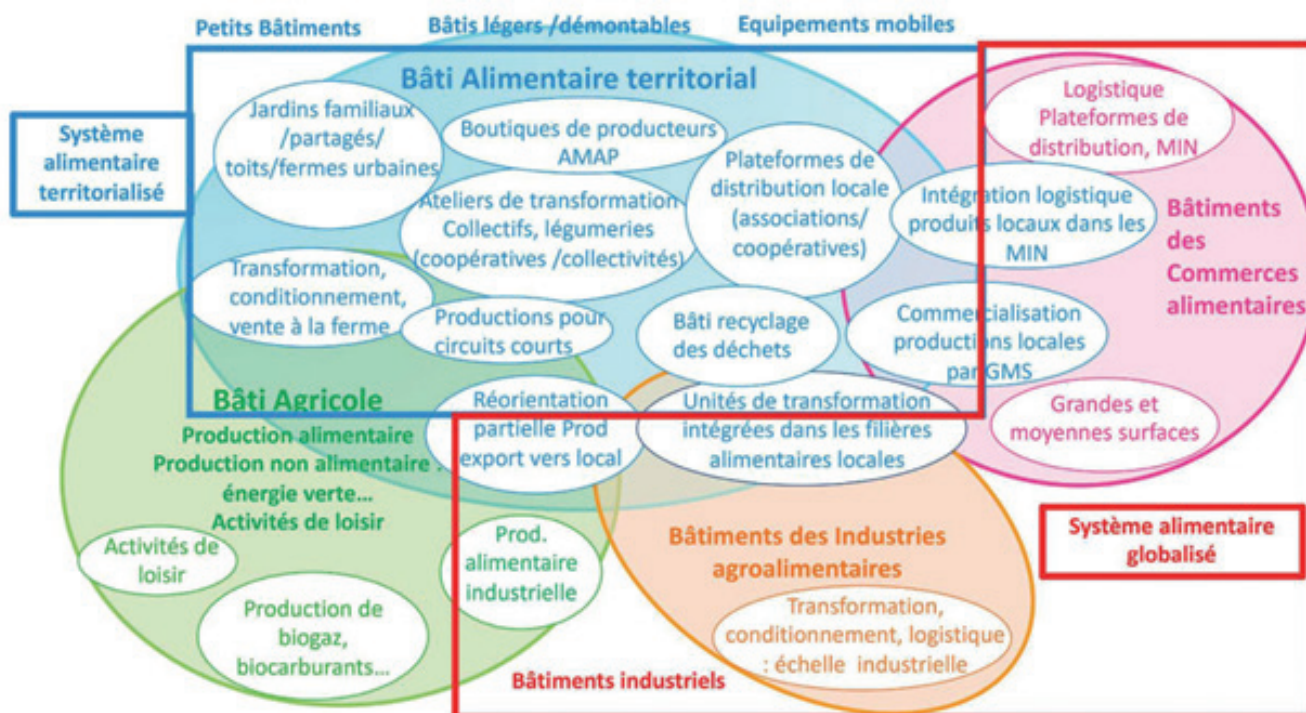 Petits Bâtiments
Bâtis légers /démontables
Equipements mobiles
Bâti Alimentaire territorial
Système
alimentaire
territorialisé
Jardins familiaux
/partagés/
toits/fermes urbaines
Boutiques de producteurs
AMAP
Plateformes de
distribution locale
(associations/
coopératives)
Ateliers de transformation
Collectifs, légumeries
(coopératives /collectivités)
Logistique
Plateformes de
distribution, MIN
Intégration logistique
produits locaux dans les
MIN
Bâtiments
des
Commerces
alimentaires
Transformation,
conditionnement,
vente à la ferme
Productions pour
circuits courts
Bâti recyclage
des déchets
Commercialisation
productions locales
par GMS
Grandes et
moyennes surfaces
Bâti Agricole
Production alimentaire
Production non alimentaire :
énergie verte...
Activités de loisir
Réorientation
partielle Prod
export vers local
Unités de transformation
intégrées dans les filières
alimentaires locales
Activités de
loisir
Production de
biogaz,
biocarburants...
Prod.
alimentaire
industrielle
Bâtiments des Industries
agroalimentaires
Transformation,
conditionnement, logistique
: échelle industrielle
Système alimentaire
globalisé
Bâtiments industriels